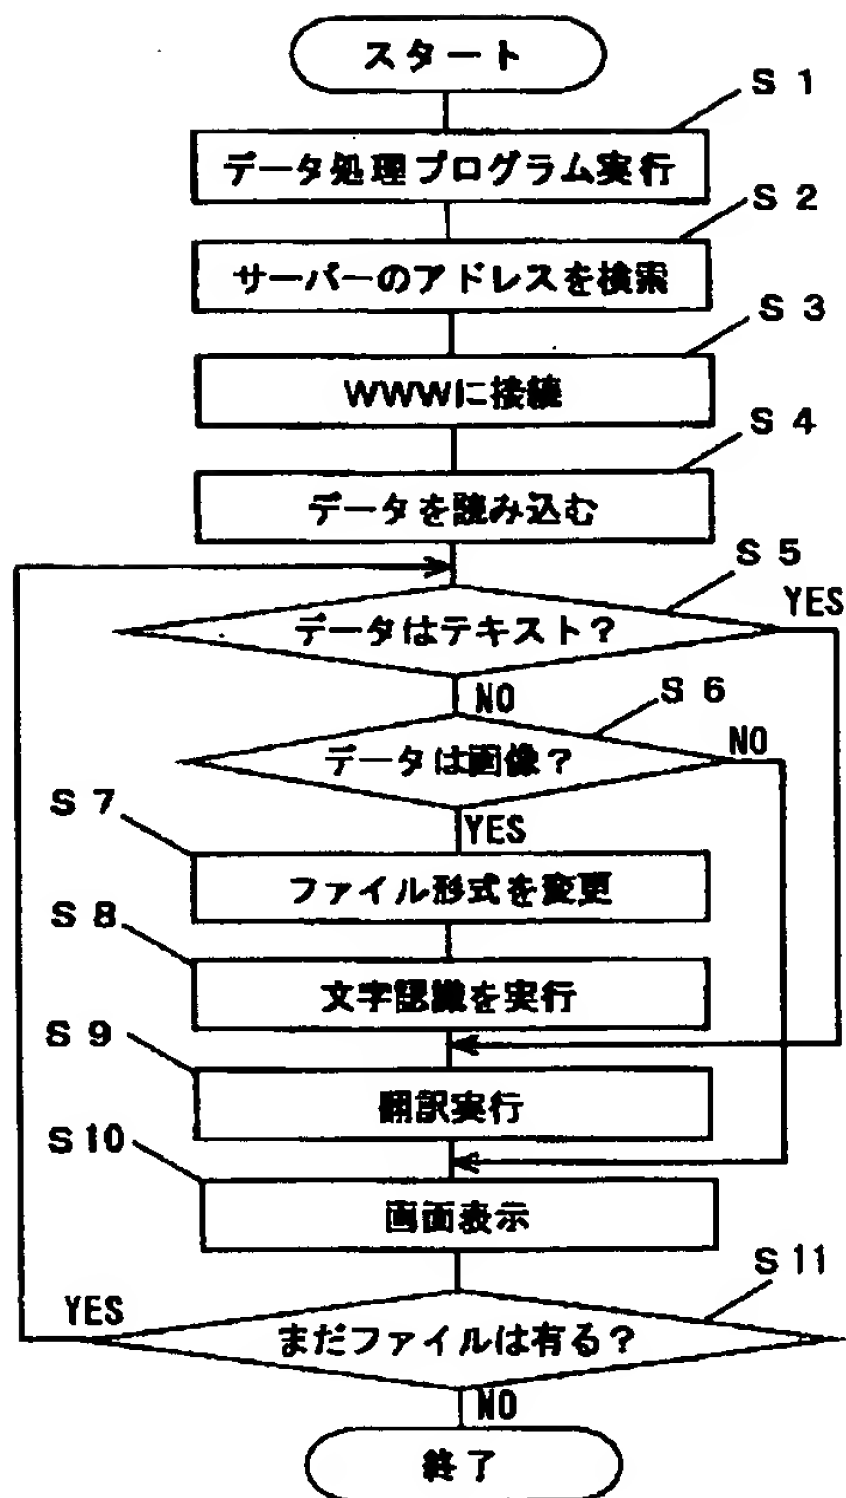 スタート
S 1
データ処理プログラム実行
S 2
サーバーのアドレスを検索
S 3
WWWに接続
S 4
データを読み込む
S 5
データはテキスト?
YES
NO
S 6
データは画像?
NO
YES
S 7
ファイル形式を変更
S 8
文字認識を実行
S 9
翻訳実行
S 10
画面表示
S 11
まだファイルは有る?
YES
NO
終了